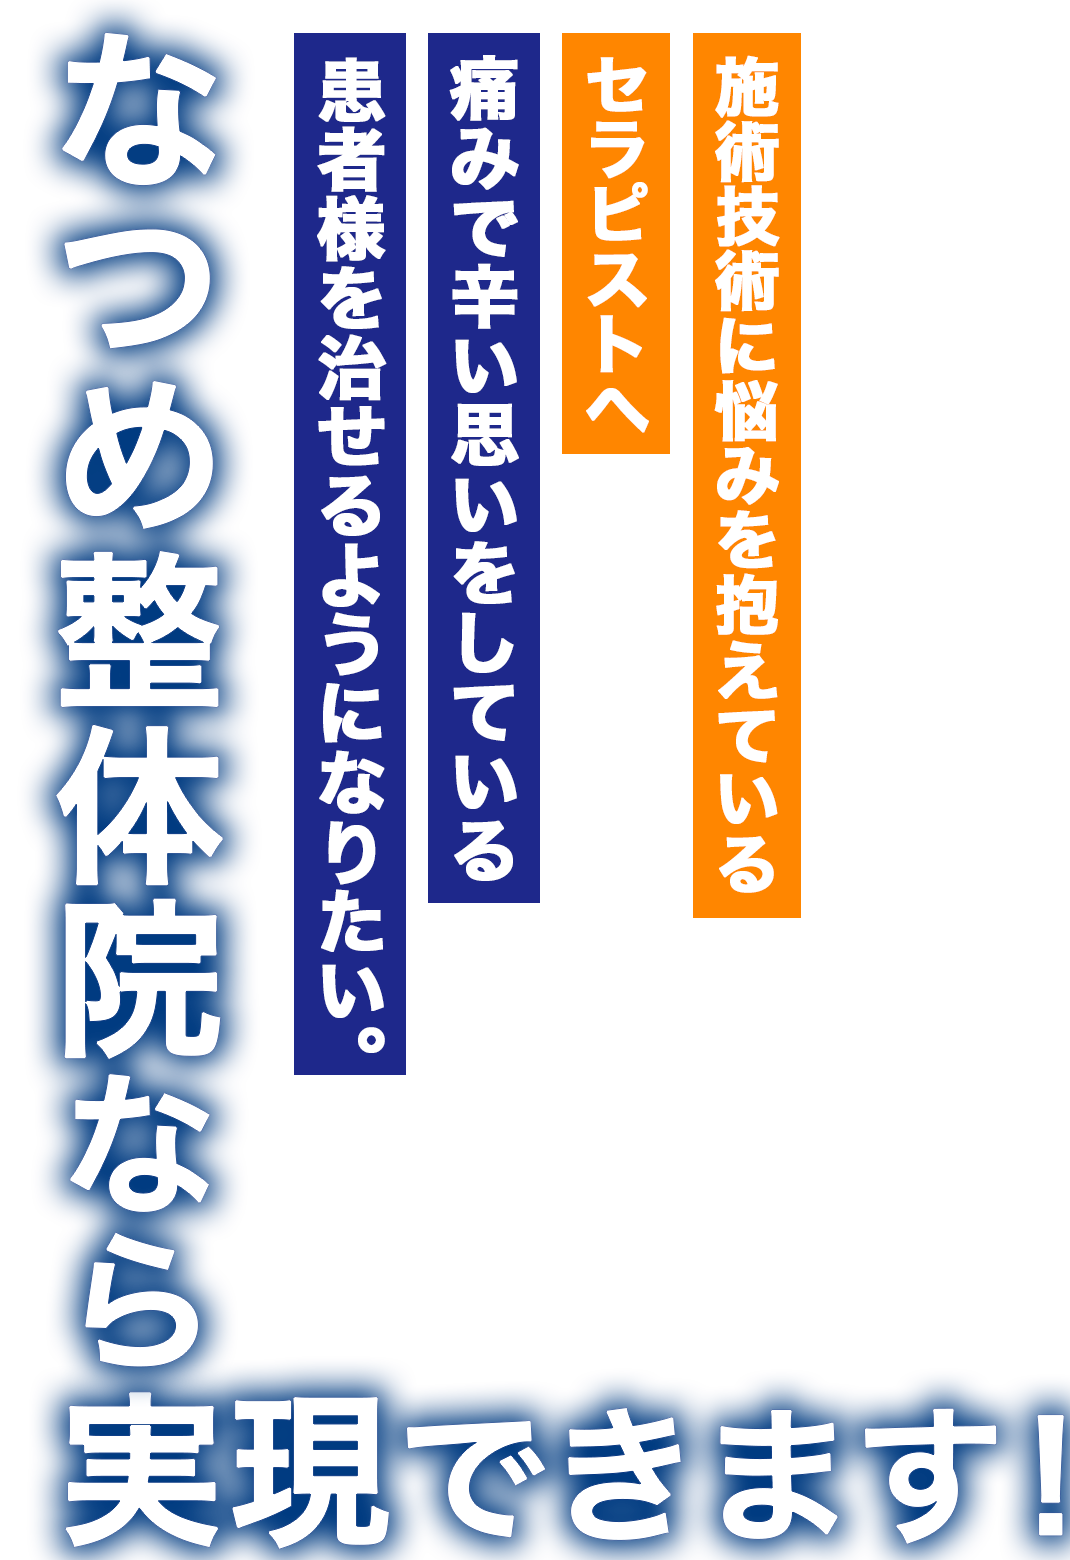 施術技術に悩みを抱えている
セラピストへ
痛みで辛い思いをしている
患者様を治せるようになりたい。
なつめ整体院なら
実現できます!